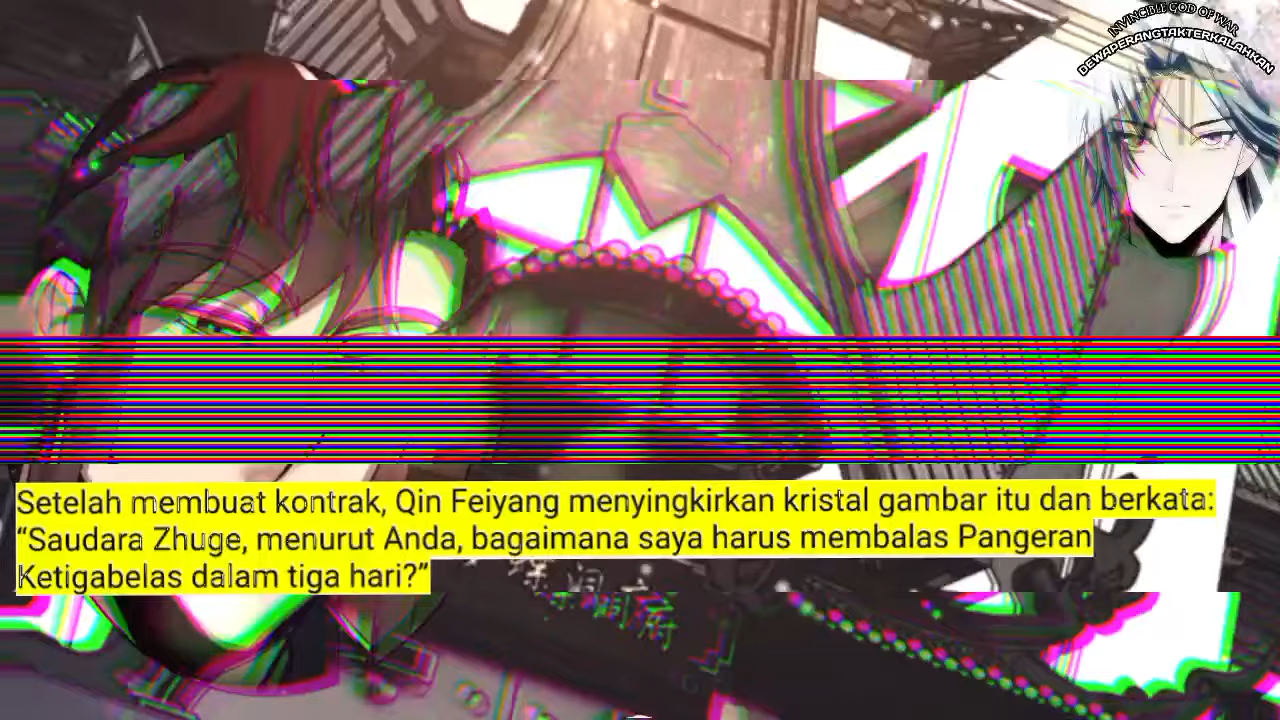 INVINCIBLE GOD OF WAR
DEWAPERANGTAKTERKALAHKAN
Setelah membuat kontrak, Qin Feiyang menyingkirkan kristal gambar itu dan berkata:
“Saudara Zhuge, menurut Anda, bagaimana saya harus membalas Pangeran
Ketigabelas dalam tiga hari?”